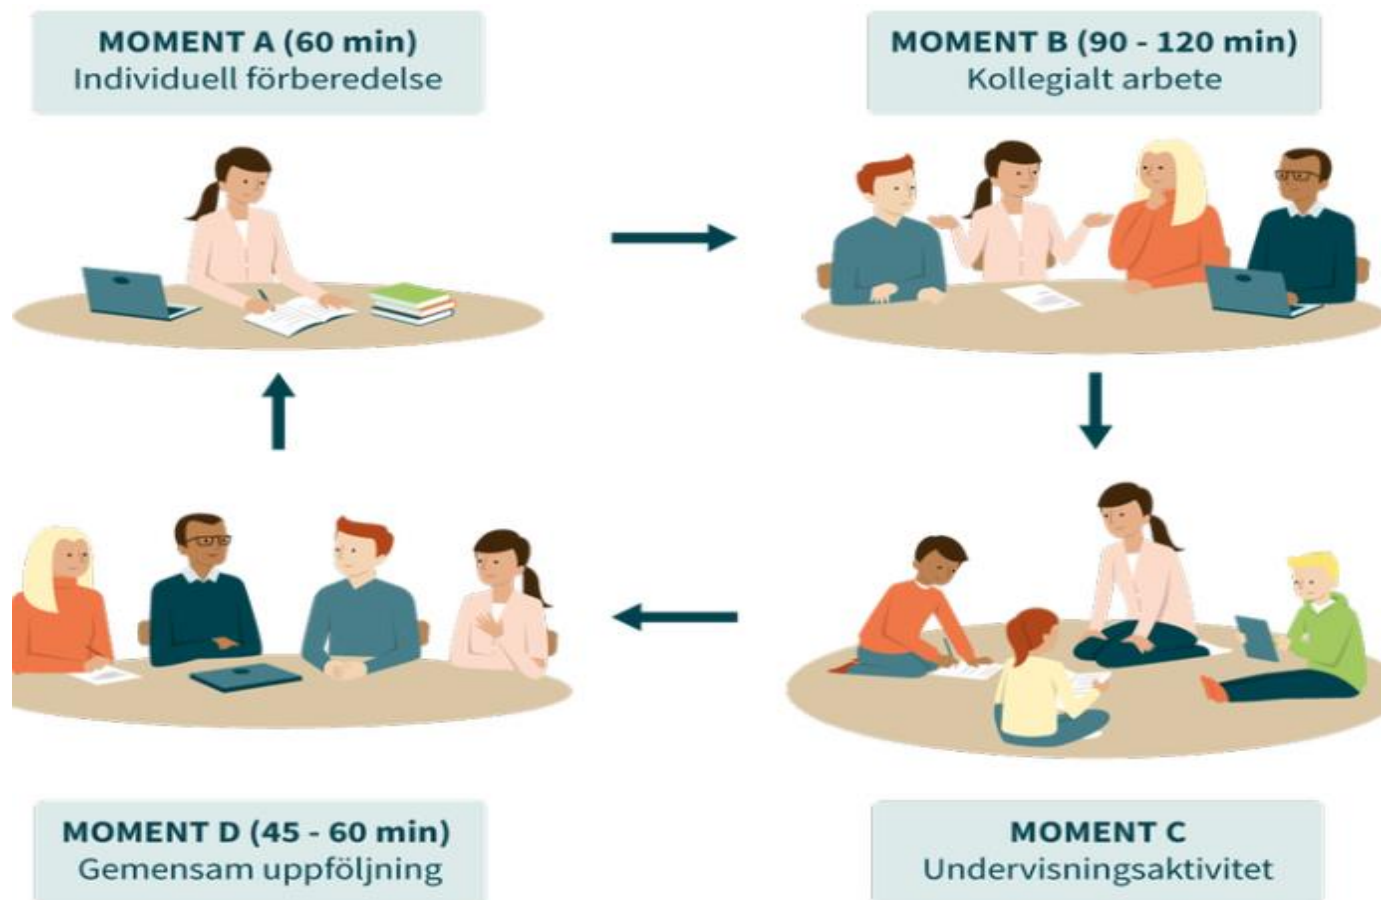 MOMENT A (60 min)
Individuell förberedelse
MOMENT B (90 - 120 min)
Kollegialt arbete
MOMENT D (45 - 60 min)
Gemensam uppföljning
MOMENT C
Undervisningsaktivitet